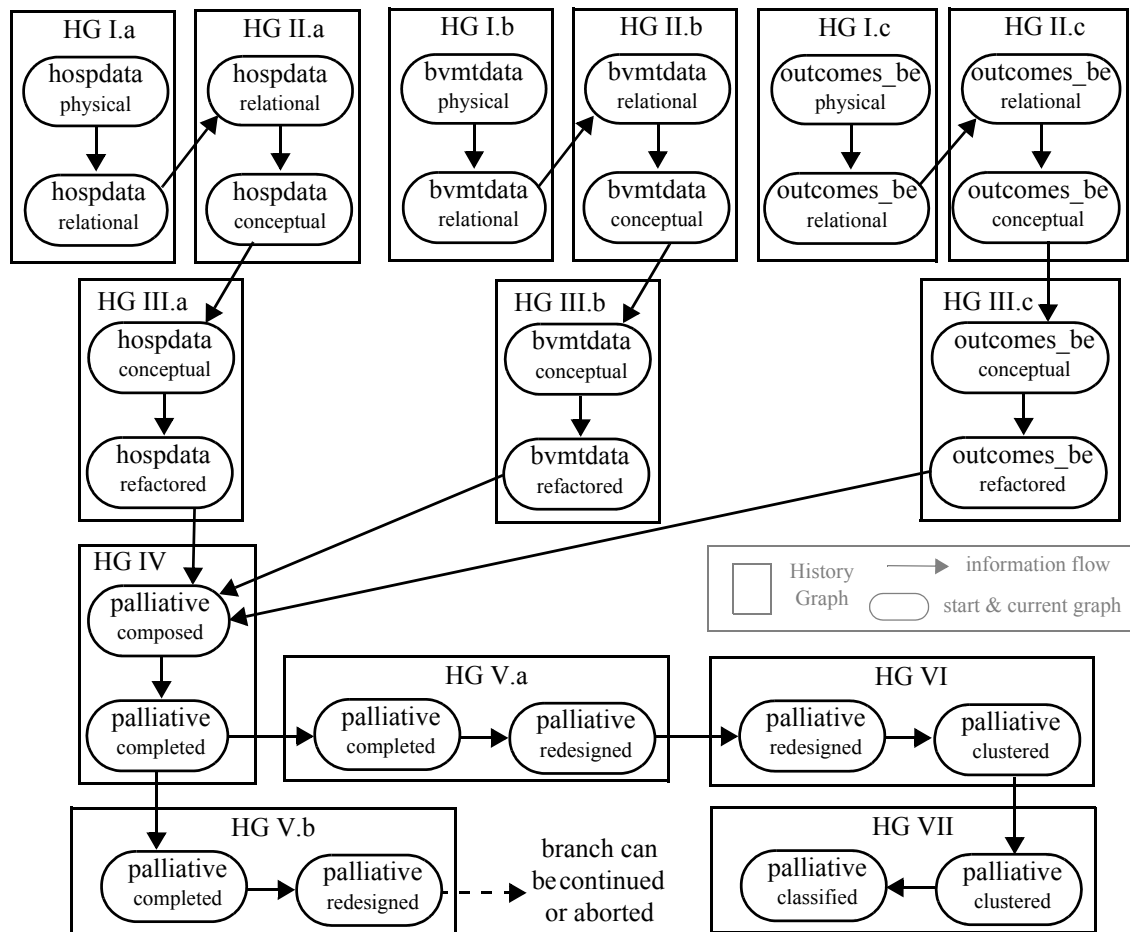 HG I.a
hospdata
physical
hospdata
relational
HG II.a
hospdata
relational
hospdata
conceptual
HG I.b
bvmtdata
physical
bvmtdata
relational
HG II.b
bvmtdata
relational
bvmtdata
conceptual
HG I.c
outcomes_be
physical
outcomes_be
relational
HG II.c
outcomes_be
relational
outcomes_be
conceptual
HG III.a
hospdata
conceptual
hospdata
refactored
HG III.b
bvmtdata
conceptual
bvmtdata
refactored
HG III.c
outcomes_be
conceptual
outcomes_be
refactored
History
Graph
information flow
start & current graph
HG IV
palliative
composed
palliative
completed
HG V.a
palliative
completed
palliative
redesigned
HG VI
palliative
redesigned
palliative
clustered
HG V.b
palliative
completed
palliative
redesigned
branch can
be continued
or aborted
HG VII
palliative
classified
palliative
clustered